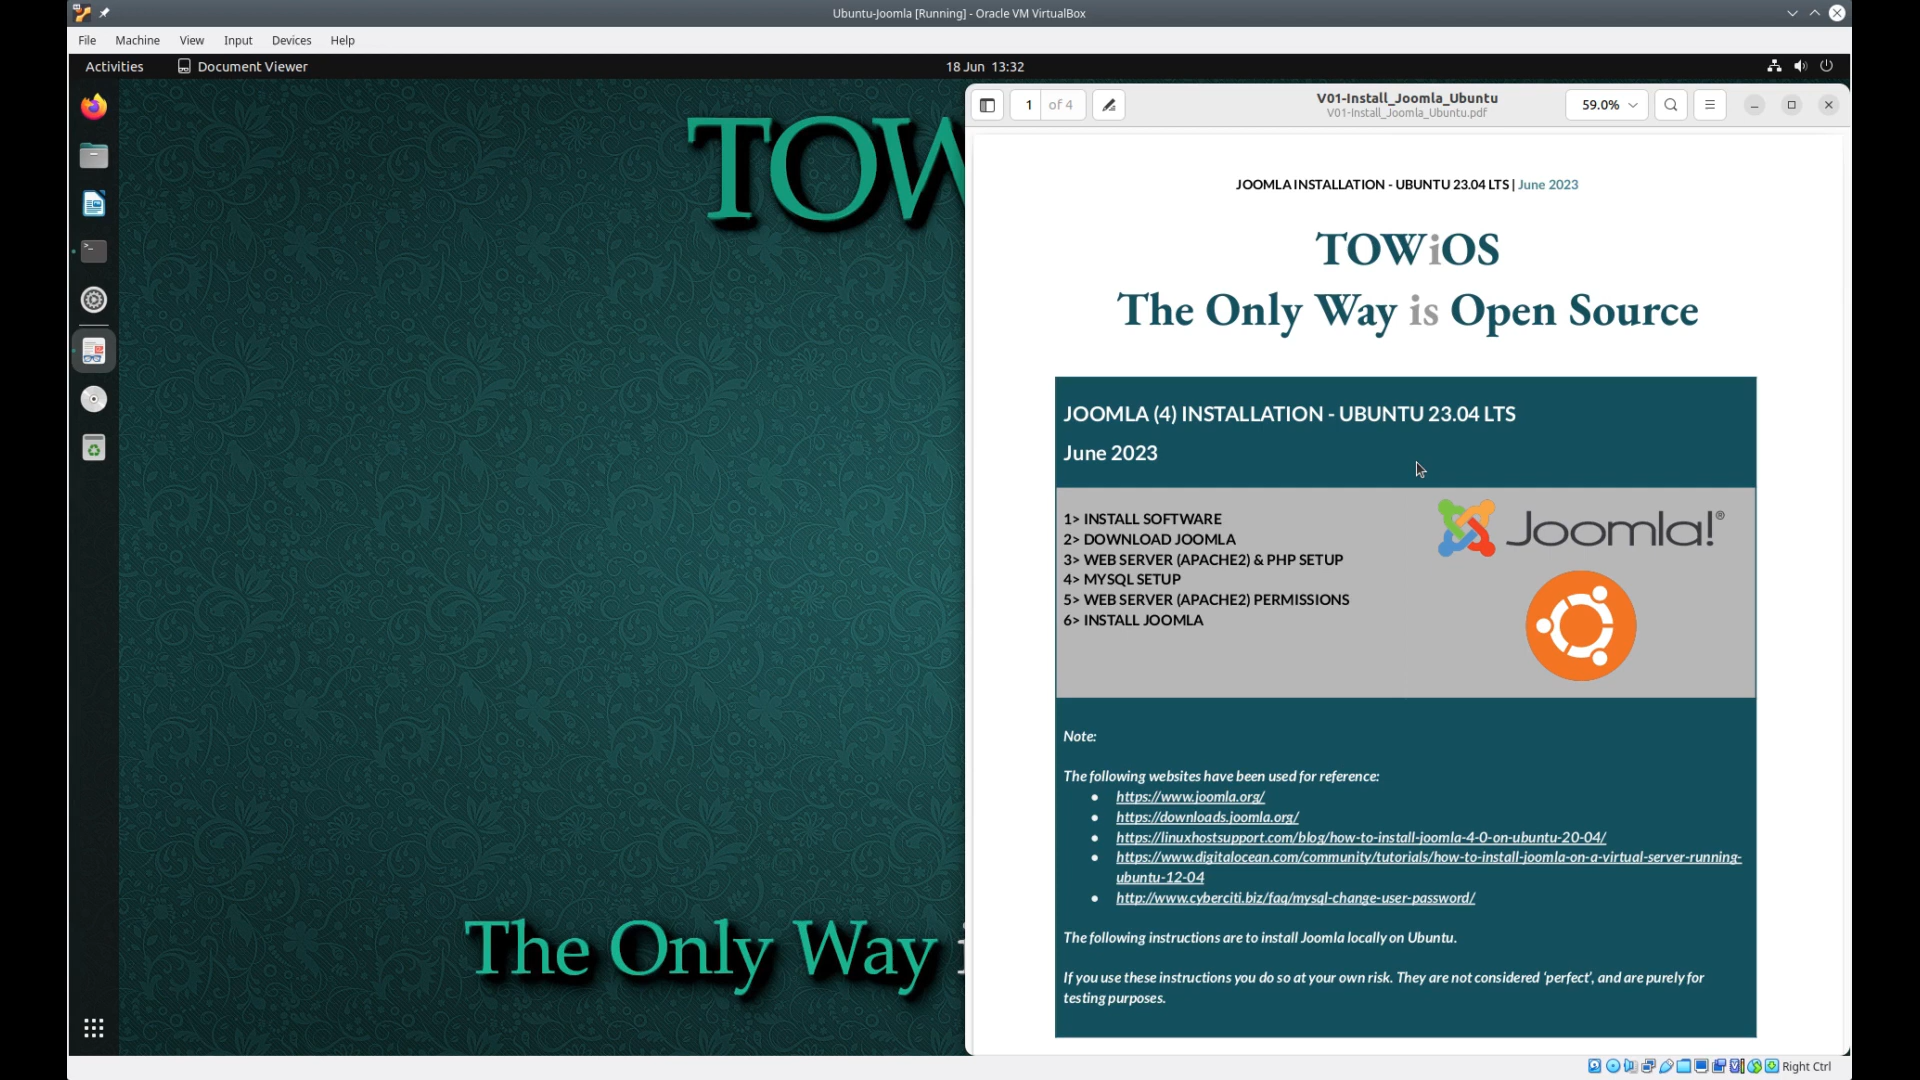 Ubuntu-Joomla [Running] - Oracle VM VirtualBox
File Machine View Input Devices Help
Activities Document Viewer 18 Jun 13:32
1 of 4 V01-Install_Joomla_Ubuntu 59.0%
V01-Install_Joomla_Ubuntu.pdf
TOW
JOOMLA INSTALLATION - UBUNTU 23.04 LTS | June 2023
TOWiOS
The Only Way is Open Source
JOOMLA (4) INSTALLATION - UBUNTU 23.04 LTS
June 2023
1> INSTALL SOFTWARE
2> DOWNLOAD JOOMLA
3> WEB SERVER (APACHE2) & PHP SETUP
4> MYSQL SETUP
5> WEB SERVER (APACHE2) PERMISSIONS
6> INSTALL JOOMLA
Joomla!®
Note:
The following websites have been used for reference:
• https://www.joomla.org/
• https://downloads.joomla.org/
• https://linuxhostsupport.com/blog/how-to-install-joomla-4-0-on-ubuntu-20-04/
• https://www.digitalocean.com/community/tutorials/how-to-install-joomla-on-a-virtual-server-running-
ubuntu-12-04
• http://www.cyberciti.biz/faq/mysql-change-user-password/
The following instructions are to install Joomla locally on Ubuntu.
If you use these instructions you do so at your own risk. They are not considered ‘perfect’, and are purely for
testing purposes.
The Only Way
Right Ctrl